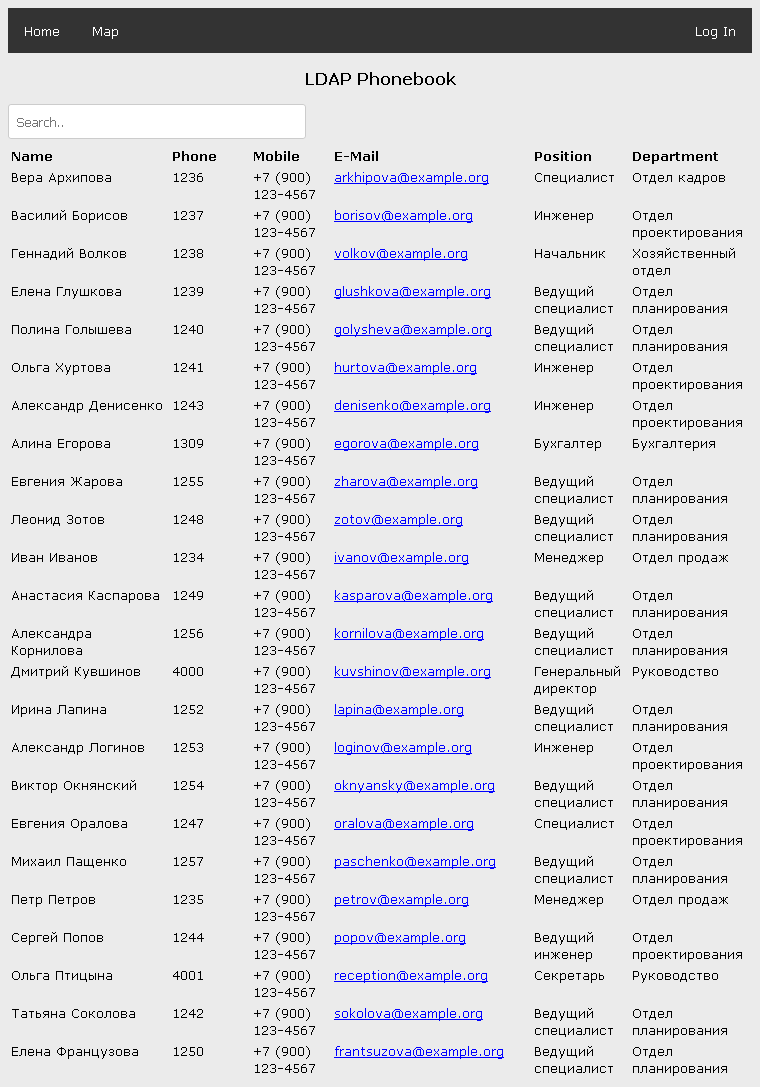 Home Map Log In
LDAP Phonebook
Search..
Name Phone Mobile E-Mail Position Department
Вера Архипова 1236 +7 (900) arkhipova@example.org Специалист Отдел кадров
123-4567
Василий Борисов 1237 +7 (900) borisov@example.org Инженер Отдел
123-4567 проектирования
Геннадий Волков 1238 +7 (900) volkov@example.org Начальник Хозяйственный
123-4567 отдел
Елена Глушкова 1239 +7 (900) glushkova@example.org Ведущий Отдел
123-4567 специалист планирования
Полина Голышева 1240 +7 (900) golysheva@example.org Ведущий Отдел
123-4567 специалист планирования
Ольга Хуртова 1241 +7 (900) hurtova@example.org Инженер Отдел
123-4567 проектирования
Александр Денисенко 1243 +7 (900) denisenko@example.org Инженер Отдел
123-4567 проектирования
Алина Егорова 1309 +7 (900) egorova@example.org Бухгалтер Бухгалтерия
123-4567
Евгения Жарова 1255 +7 (900) zharova@example.org Ведущий Отдел
123-4567 специалист планирования
Леонид Зотов 1248 +7 (900) zotov@example.org Ведущий Отдел
123-4567 специалист планирования
Иван Иванов 1234 +7 (900) ivanov@example.org Менеджер Отдел продаж
123-4567
Анастасия Каспарова 1249 +7 (900) kasparova@example.org Ведущий Отдел
123-4567 специалист планирования
Александра 1256 +7 (900) kornilova@example.org Ведущий Отдел
Корнилова 123-4567 специалист планирования
Дмитрий Кувшинов 4000 +7 (900) kuvshinov@example.org Генеральный Руководство
123-4567 директор
Ирина Лапина 1252 +7 (900) lapina@example.org Ведущий Отдел
123-4567 специалист планирования
Александр Логинов 1253 +7 (900) loginov@example.org Инженер Отдел
123-4567 проектирования
Виктор Окнянский 1254 +7 (900) oknyansky@example.org Ведущий Отдел
123-4567 специалист планирования
Евгения Оралова 1247 +7 (900) oralova@example.org Специалист Отдел
123-4567 проектирования
Михаил Пащенко 1257 +7 (900) paschenko@example.org Ведущий Отдел
123-4567 специалист планирования
Петр Петров 1235 +7 (900) petrov@example.org Менеджер Отдел продаж
123-4567
Сергей Попов 1244 +7 (900) popov@example.org Ведущий Отдел
123-4567 инженер проектирования
Ольга Птицына 4001 +7 (900) reception@example.org Секретарь Руководство
123-4567
Татьяна Соколова 1242 +7 (900) sokolova@example.org Ведущий Отдел
123-4567 специалист планирования
Елена Французова 1250 +7 (900) frantsuzova@example.org Ведущий Отдел
123-4567 специалист планирования